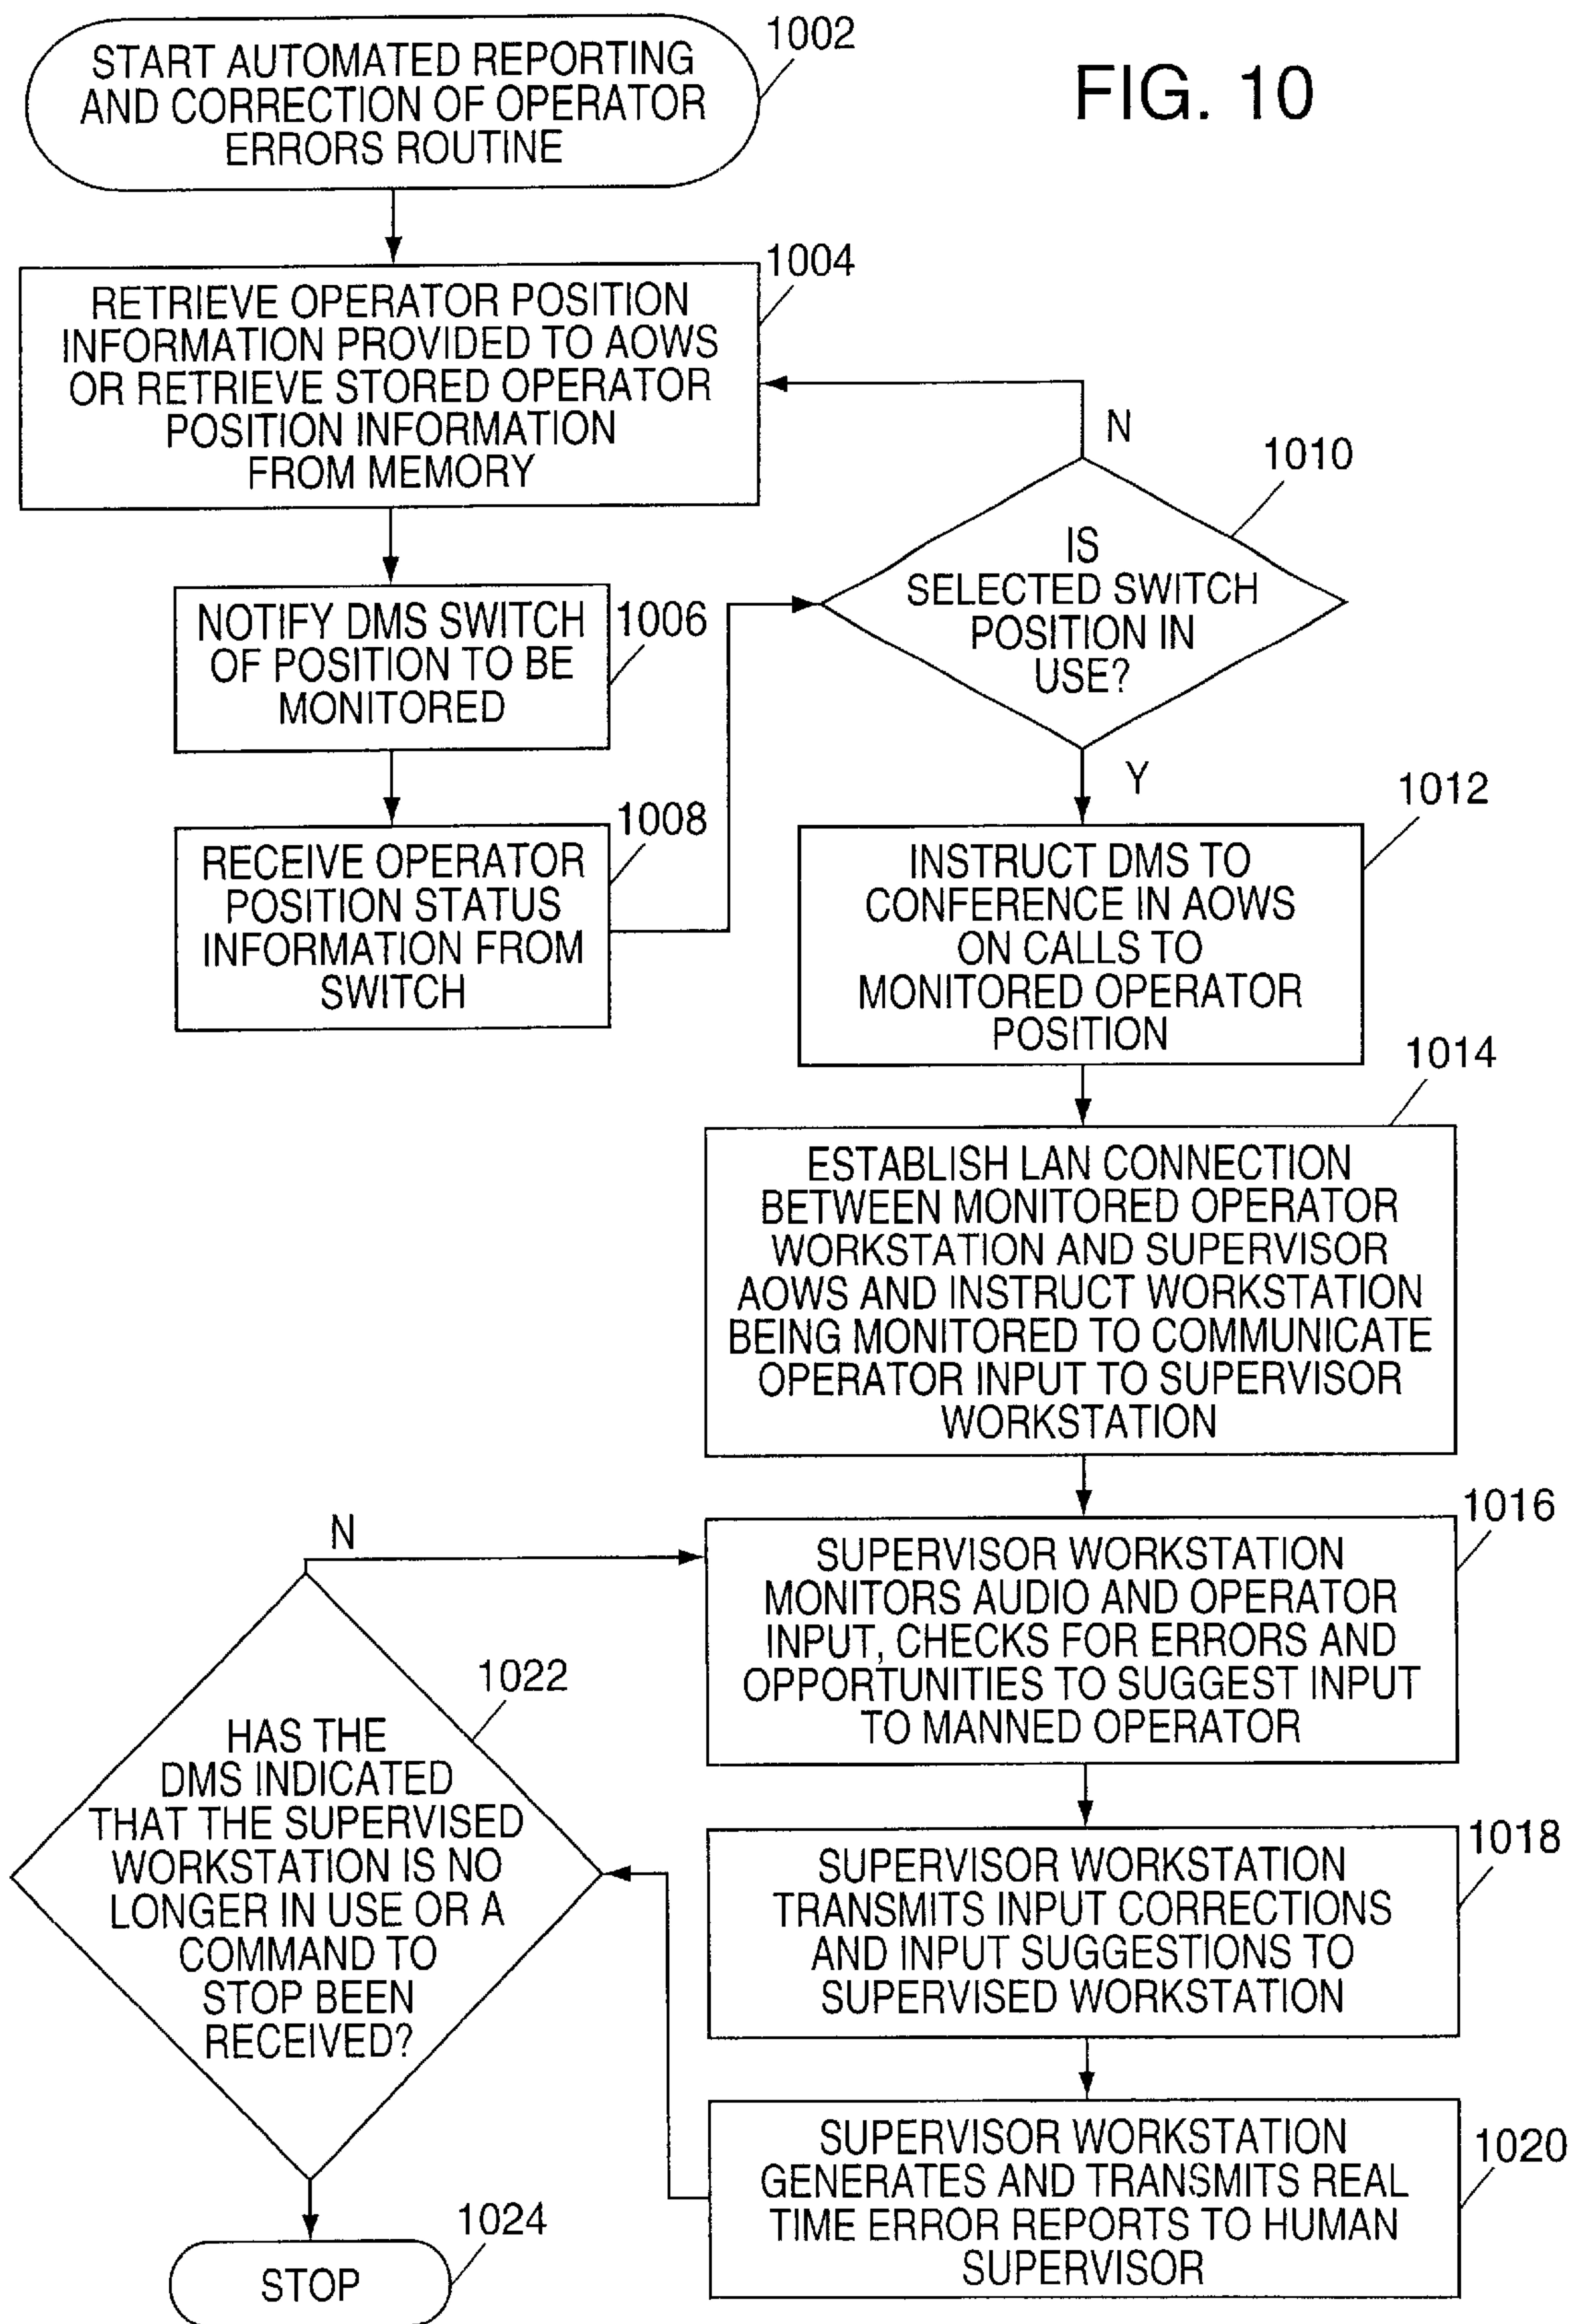 FIG. 10
1002
START AUTOMATED REPORTING
AND CORRECTION OF OPERATOR
ERRORS ROUTINE
1004
RETRIEVE OPERATOR POSITION
INFORMATION PROVIDED TO AOWS
OR RETRIEVE STORED OPERATOR
POSITION INFORMATION
FROM MEMORY
1006
NOTIFY DMS SWITCH
OF POSITION TO BE
MONITORED
1008
RECEIVE OPERATOR
POSITION STATUS
INFORMATION FROM
SWITCH
N
1010
IS
SELECTED SWITCH
POSITION IN
USE?
Y
1012
INSTRUCT DMS TO
CONFERENCE IN AOWS
ON CALLS TO
MONITORED OPERATOR
POSITION
1014
ESTABLISH LAN CONNECTION
BETWEEN MONITORED OPERATOR
WORKSTATION AND SUPERVISOR
AOWS AND INSTRUCT WORKSTATION
BEING MONITORED TO COMMUNICATE
OPERATOR INPUT TO SUPERVISOR
WORKSTATION
1016
SUPERVISOR WORKSTATION
MONITORS AUDIO AND OPERATOR
INPUT, CHECKS FOR ERRORS AND
OPPORTUNITIES TO SUGGEST INPUT
TO MANNED OPERATOR
1018
SUPERVISOR WORKSTATION
TRANSMITS INPUT CORRECTIONS
AND INPUT SUGGESTIONS TO
SUPERVISED WORKSTATION
1020
SUPERVISOR WORKSTATION
GENERATES AND TRANSMITS REAL
TIME ERROR REPORTS TO HUMAN
SUPERVISOR
N
1022
HAS THE
DMS INDICATED
THAT THE SUPERVISED
WORKSTATION IS NO
LONGER IN USE OR A
COMMAND TO
STOP BEEN
RECEIVED?
1024
STOP